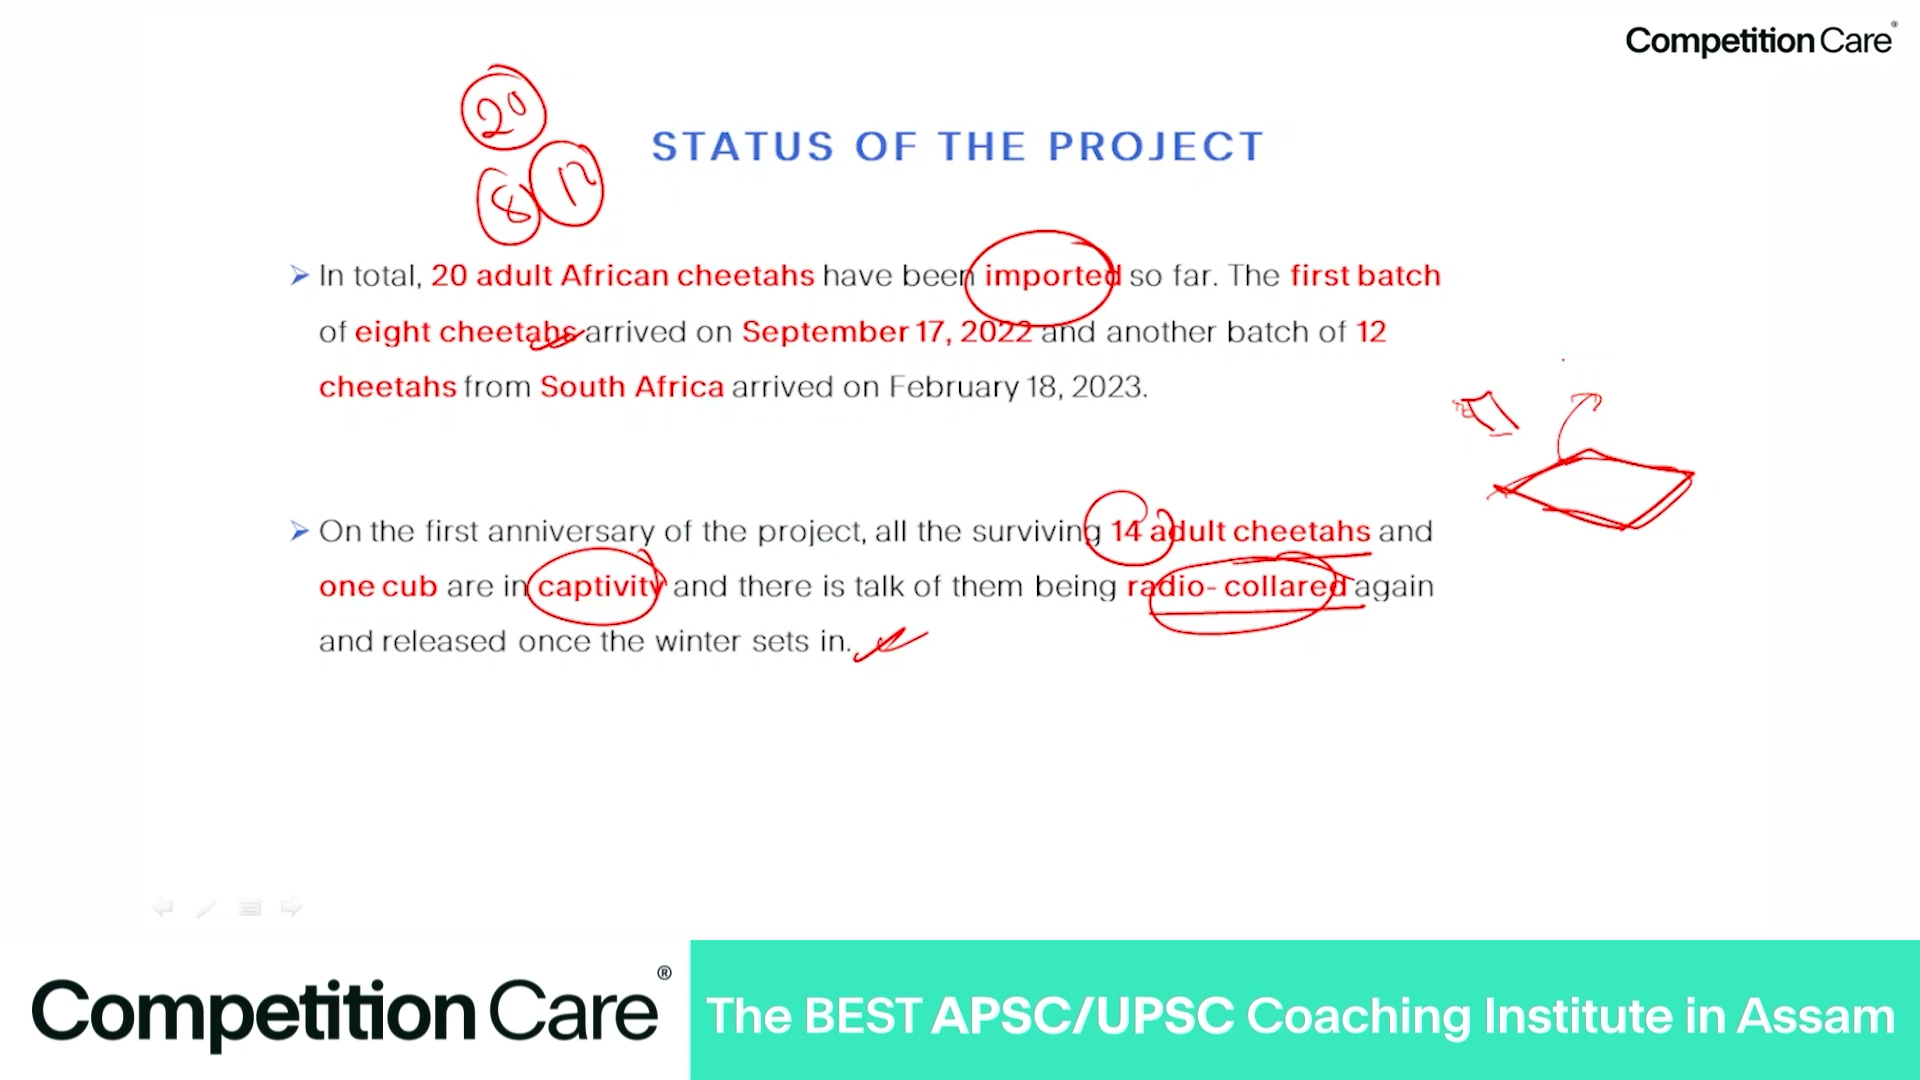 Competition Care®
20
8 12
STATUS OF THE PROJECT
➢ In total, 20 adult African cheetahs have been imported so far. The first batch
of eight cheetahs arrived on September 17, 2022 and another batch of 12
cheetahs from South Africa arrived on February 18, 2023.
➢ On the first anniversary of the project, all the surviving 14 adult cheetahs and
one cub are in captivity and there is talk of them being radio- collared again
and released once the winter sets in.
Competition Care®
The BEST APSC/UPSC Coaching Institute in Assam